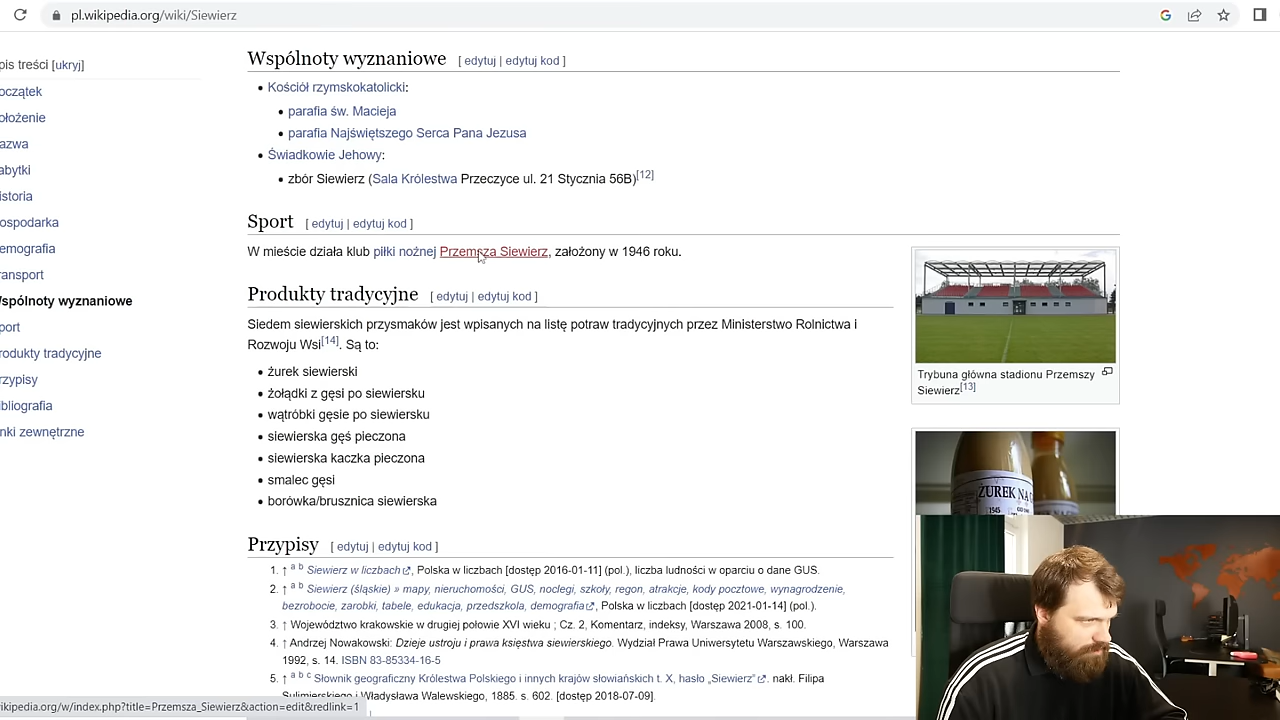 pl.wikipedia.org/wiki/Siewierz
pis treści [ukryj]
oczątek
ołożenie
azwa
abytki
istoria
ospodarka
emografia
ransport
Wspólnoty wyznaniowe
port
rodukty tradycyjne
rzypisy
ibliografia
inki zewnętrzne
Wspólnoty wyznaniowe [ edytuj | edytuj kod ]
Kościół rzymskokatolicki:
parafia św. Macieja
parafia Najświętszego Serca Pana Jezusa
Świadkowie Jehowy:
zbór Siewierz (Sala Królestwa Przeczyce ul. 21 Stycznia 56B)[12]
Sport [ edytuj | edytuj kod ]
W mieście działa klub piłki nożnej Przemsza Siewierz, założony w 1946 roku.
Trybuna główna stadionu Przemszy
Siewierz[13]
Produkty tradycyjne [ edytuj | edytuj kod ]
Siedem siewierskich przysmaków jest wpisanych na listę potraw tradycyjnych przez Ministerstwo Rolnictwa i
Rozwoju Wsi[14]. Są to:
żurek siewierski
żołądki z gęsi po siewiersku
wątróbki gęsie po siewiersku
siewierska gęś pieczona
siewierska kaczka pieczona
smalec gęsi
borówka/brusznica siewierska
ŻUREK NA
Przypisy [ edytuj | edytuj kod ]
1. ↑ a b Siewierz w liczbach, Polska w liczbach [dostęp 2016-01-11] (pol.), liczba ludności w oparciu o dane GUS.
2. ↑ a b Siewierz (śląskie) » mapy, nieruchomości, GUS, noclegi, szkoły, regon, atrakcje, kody pocztowe, wynagrodzenie,
bezrobocie, zarobki, tabele, edukacja, przedszkola, demografia, Polska w liczbach [dostęp 2021-01-14] (pol.).
3. ↑ Województwo krakowskie w drugiej połowie XVI wieku ; Cz. 2, Komentarz, indeksy, Warszawa 2008, s. 100.
4. ↑ Andrzej Nowakowski: Dzieje ustroju i prawa księstwa siewierskiego. Wydział Prawa Uniwersytetu Warszawskiego, Warszawa
1992, s. 14. ISBN 83-85334-16-5
5. ↑ a b c Słownik geograficzny Królestwa Polskiego i innych krajów słowiańskich t. X, hasło „Siewierz”. nakł. Filipa
Sulimierskiego i Władysława Walewskiego, 1885. s. 602. [dostęp 2018-07-09].
ikipedia.org/w/index.php?title=Przemsza_Siewierz&action=edit&redlink=1